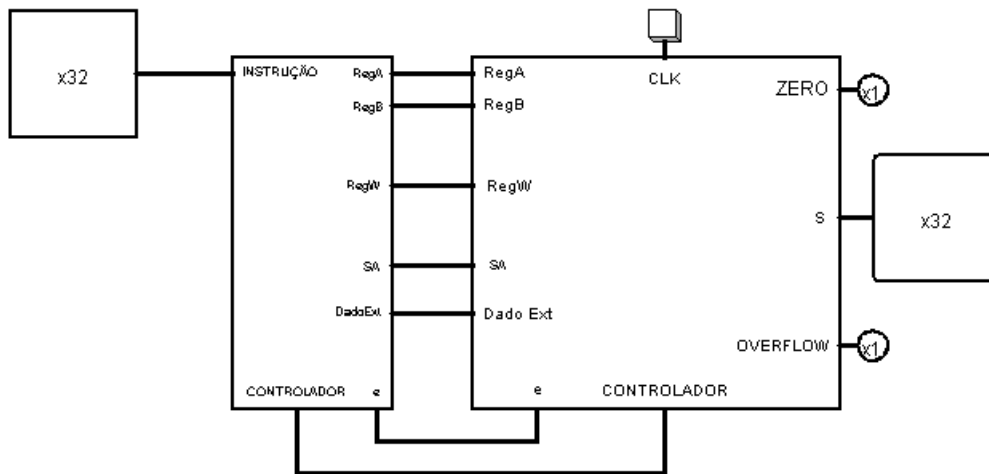 x32
INSTRUÇÃO
RegA
RegB
RegW
SA
DadoExt
CONTROLADOR
e
CLK
RegA
RegB
RegW
SA
Dado Ext
e
CONTROLADOR
ZERO
x1
S
x32
OVERFLOW
x1